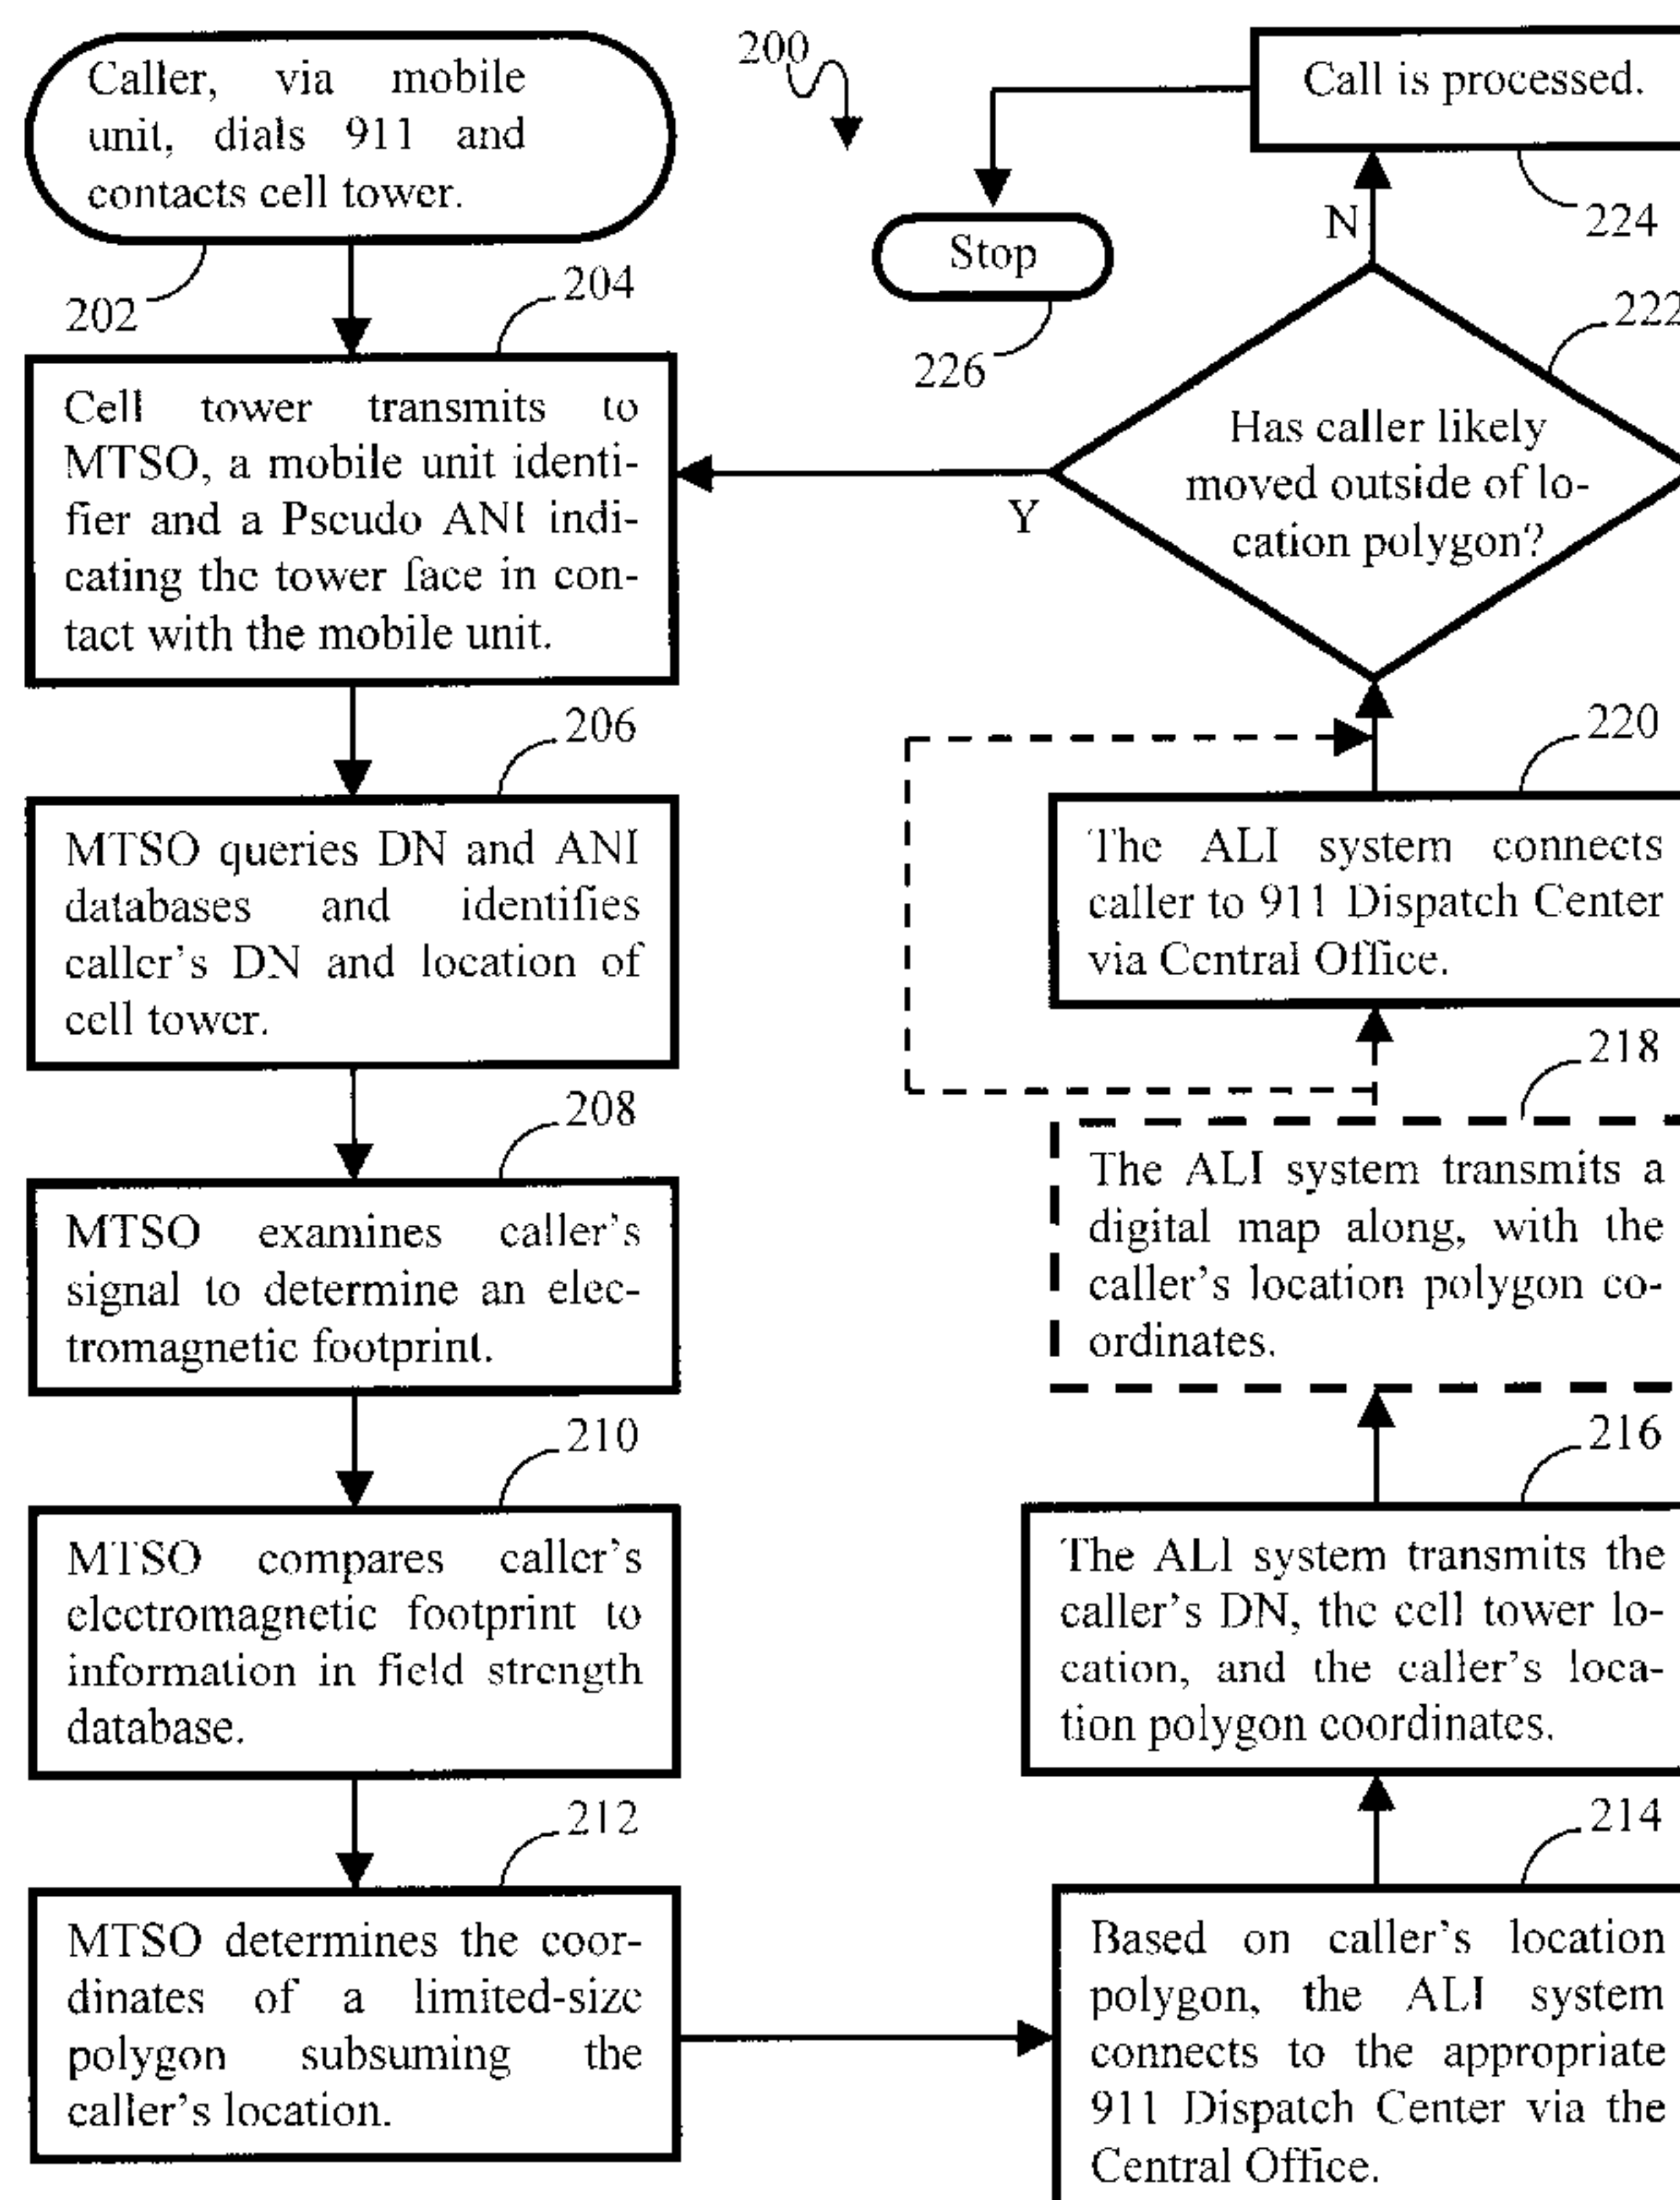 Caller, via mobile
unit, dials 911 and
contacts cell tower.
202
204
Cell tower transmits to
MTSO, a mobile unit identi-
fier and a Pseudo ANI indi-
cating the tower face in con-
tact with the mobile unit.
206
MTSO queries DN and ANI
databases and identifies
caller's DN and location of
cell tower.
208
MTSO examines caller's
signal to determine an elec-
tromagnetic footprint.
210
MTSO compares caller's
electromagnetic footprint to
information in field strength
database.
212
MTSO determines the coor-
dinates of a limited-size
polygon subsuming the
caller's location.
214
Based on caller's location
polygon, the ALI system
connects to the appropriate
911 Dispatch Center via the
Central Office.
216
The ALI system transmits the
caller's DN, the cell tower lo-
cation, and the caller's loca-
tion polygon coordinates.
218
The ALI system transmits a
digital map along, with the
caller's location polygon co-
ordinates.
220
The ALI system connects
caller to 911 Dispatch Center
via Central Office.
222
Has caller likely
moved outside of lo-
cation polygon?
Y
N
224
Call is processed.
Stop
226
200